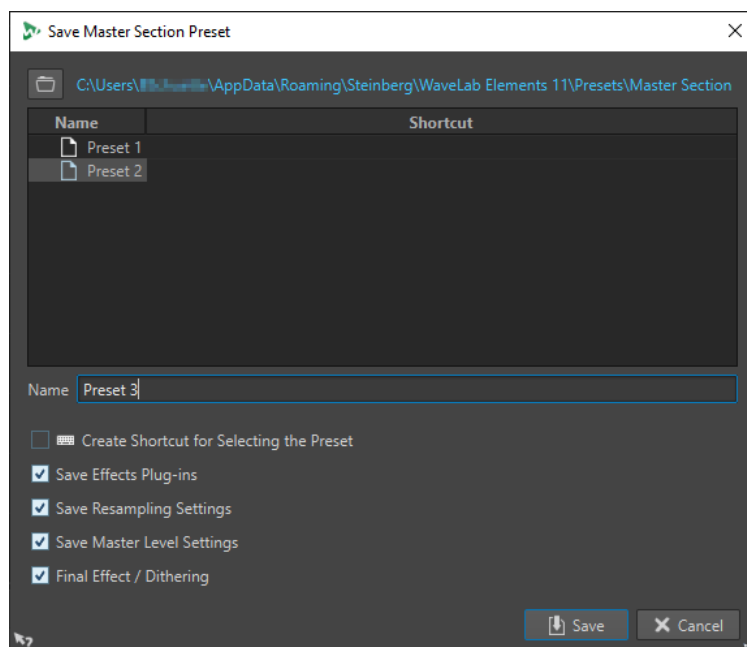 Save Master Section Preset
C:\Users\ \AppData\Roaming\Steinberg\WaveLab Elements 11\Presets\Master Section
Name Shortcut
Preset 1
Preset 2
Name Preset 3
Create Shortcut for Selecting the Preset
Save Effects Plug-ins
Save Resampling Settings
Save Master Level Settings
Final Effect / Dithering
Save Cancel